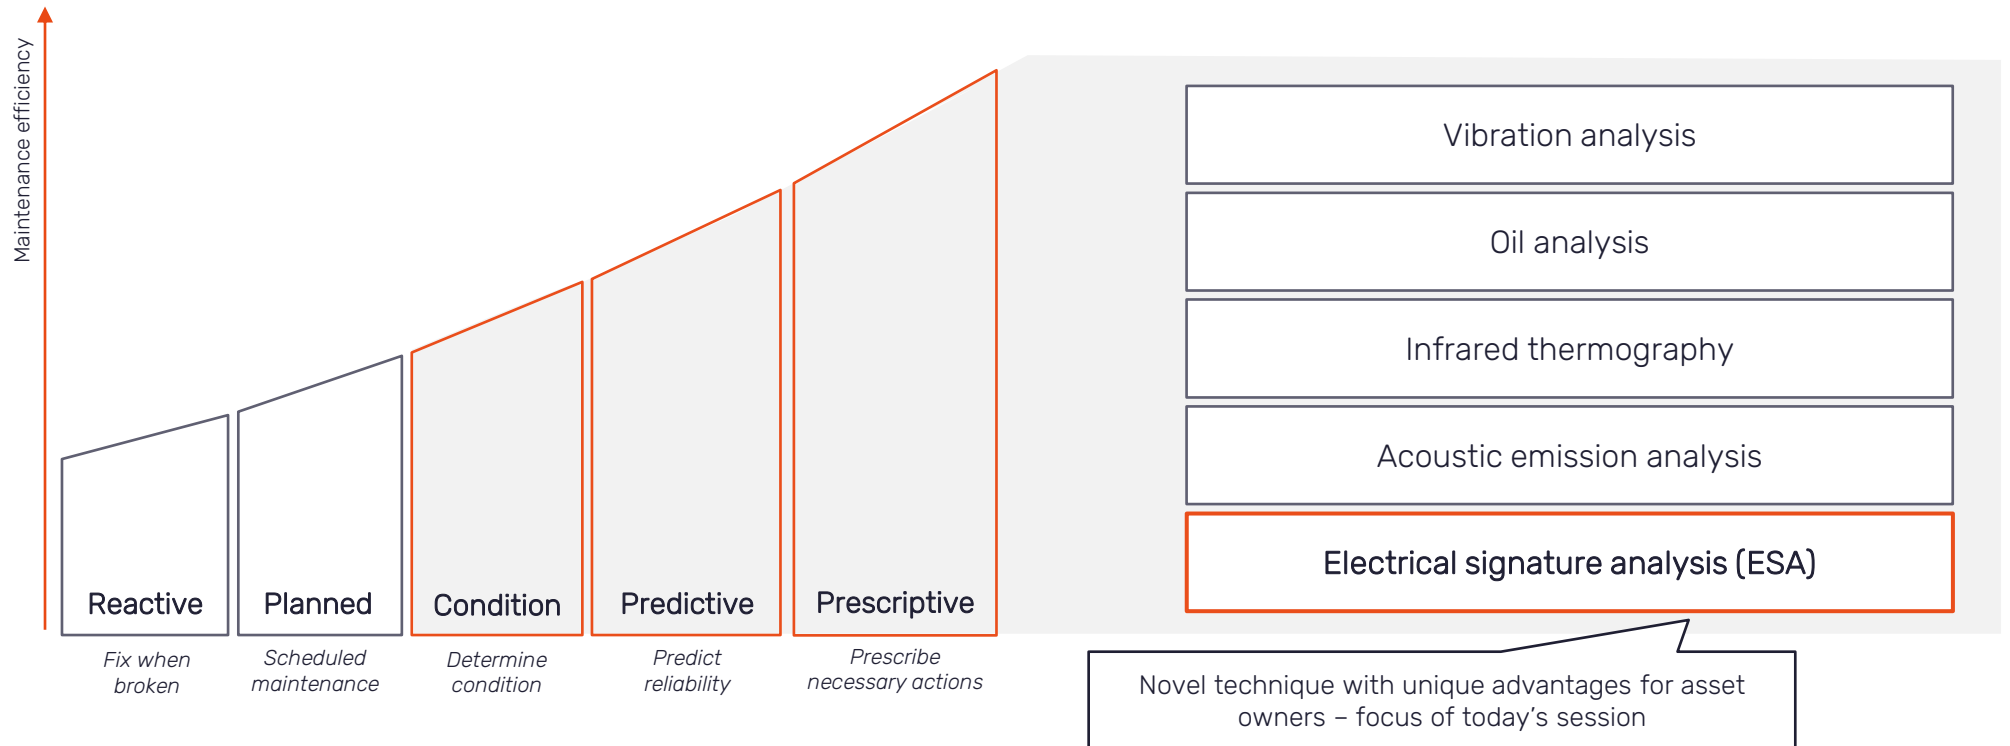 Maintenance efficiency
Reactive
Planned
Condition
Predictive
Prescriptive
Fix when
broken
Scheduled
maintenance
Determine
condition
Predict
reliability
Prescribe
necessary actions
Vibration analysis
Oil analysis
Infrared thermography
Acoustic emission analysis
Electrical signature analysis (ESA)
Novel technique with unique advantages for asset
owners – focus of today's session